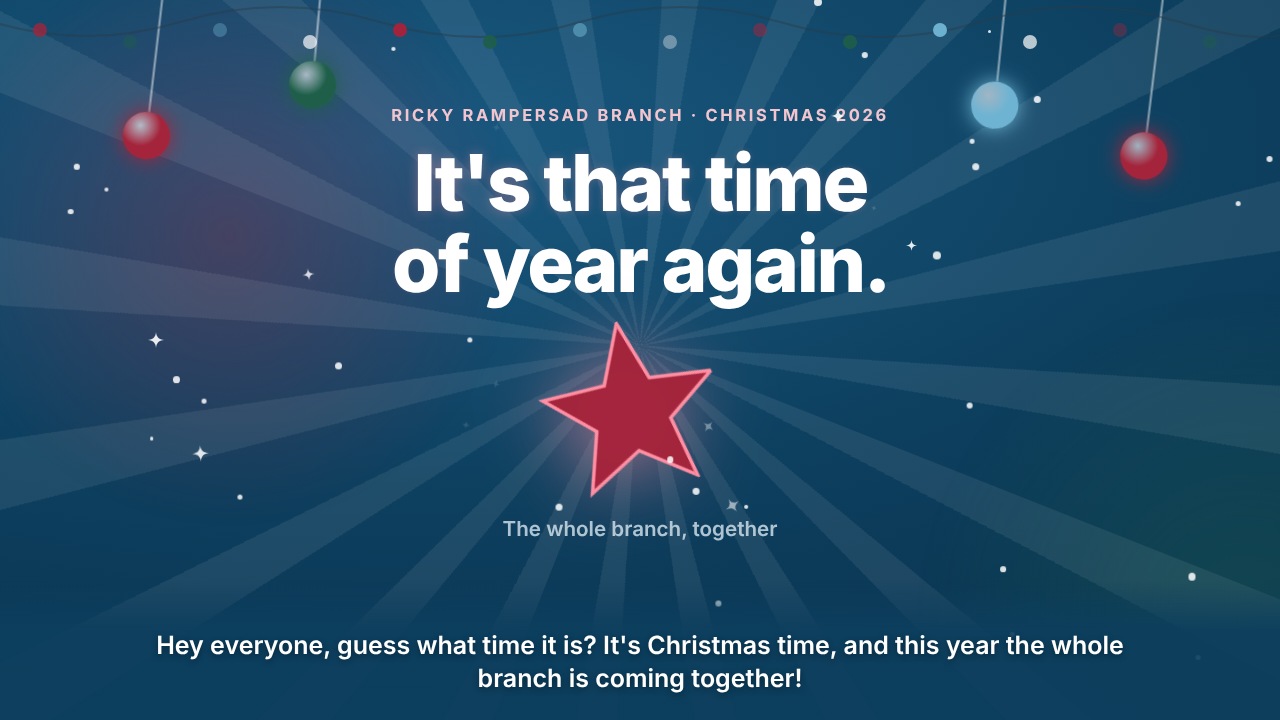 RICKY RAMPERSAD BRANCH · CHRISTMAS 2026
It's that time
of year again.
The whole branch, together
Hey everyone, guess what time it is? It's Christmas time, and this year the whole
branch is coming together!